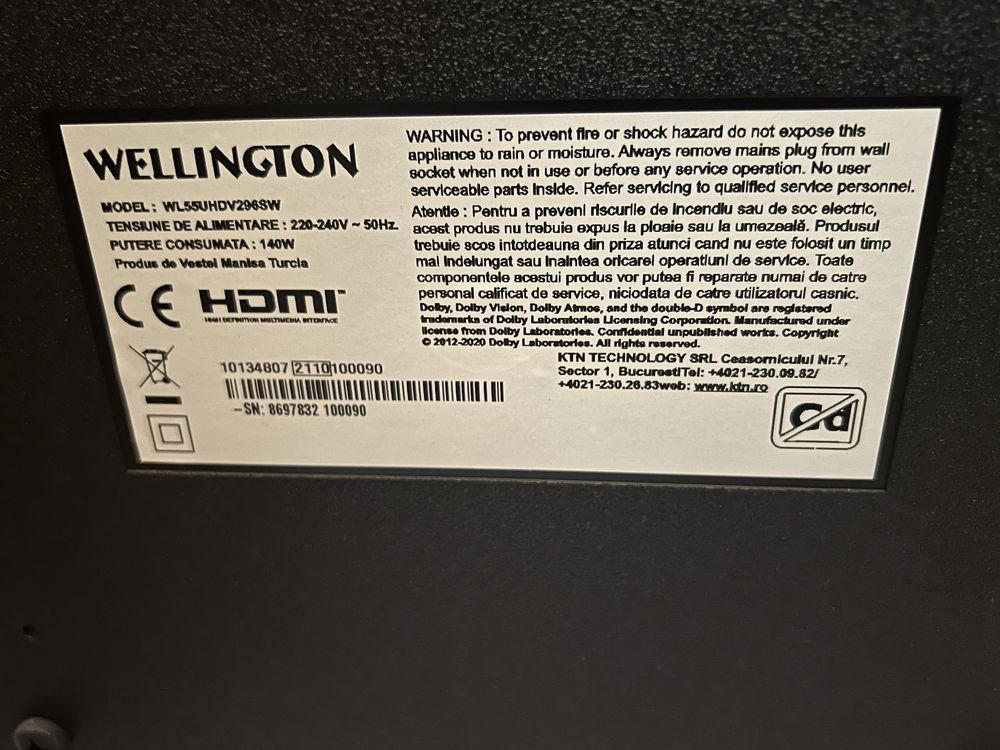 WELLINGTON
MODEL : WL55UHDV296SW
TENSIUNE DE ALIMENTARE : 220-240V ~ 50Hz
PUTERE CONSUMATA : 140W
Produs de Vestel Manisa Turcia
CE HDMI™
HIGH DEFINITION MULTIMEDIA INTERFACE
10134807 2110 100090
-SN: 8697832 100090
WARNING : To prevent fire or shock hazard do not expose this
appliance to rain or moisture. Always remove mains plug from wall
socket when not in use or before any service operation. No user
serviceable parts inside. Refer servicing to qualified service personnel.
Atentie : Pentru a preveni riscurile de incendiu sau de soc electric,
acest produs nu trebuie expus la ploaie sau la umezeală. Produsul
trebuie scos intotdeauna din priza atunci cand nu este folosit un timp
mai indelungat sau inaintea oricarei operatiuni de service. Toate
componentele acestui produs vor putea fi reparate numai de catre
personal calificat de service, niciodata de catre utilizatorul casnic.
Dolby, Dolby Vision, Dolby Atmos, and the double-D symbol are registered
trademarks of Dolby Laboratories Licensing Corporation. Manufactured under
license from Dolby Laboratories. Confidential unpublished works. Copyright
© 2012-2020 Dolby Laboratories. All rights reserved.
KTN TECHNOLOGY SRL Ceasornicului Nr.7,
Sector 1, BucurestiTel: +4021-230.09.82/
+4021-230.26.83web: www.ktn.ro
Cd